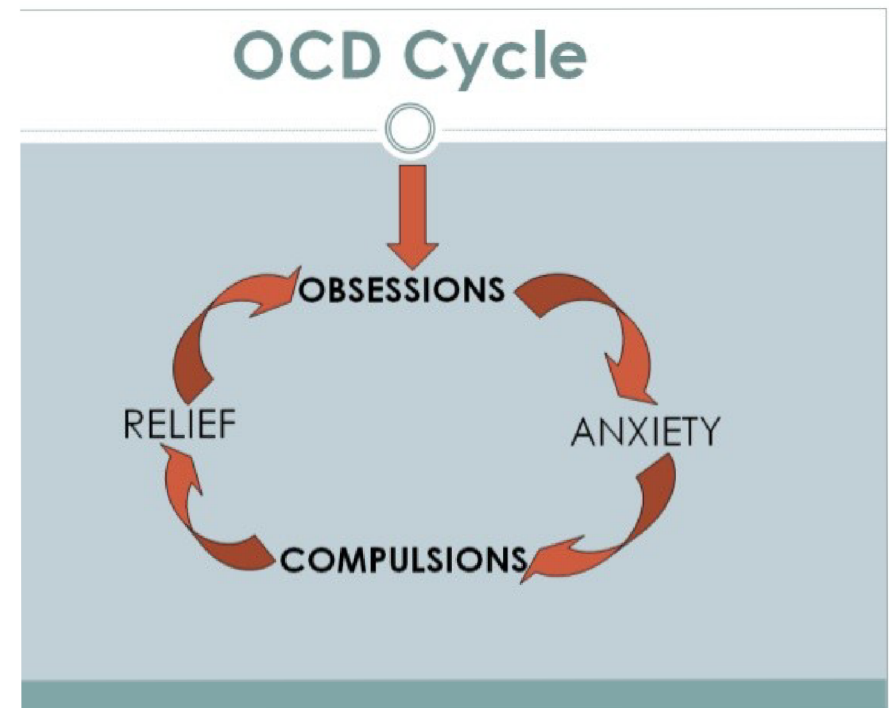 OCD Cycle
OBSESSIONS
RELIEF
ANXIETY
COMPULSIONS